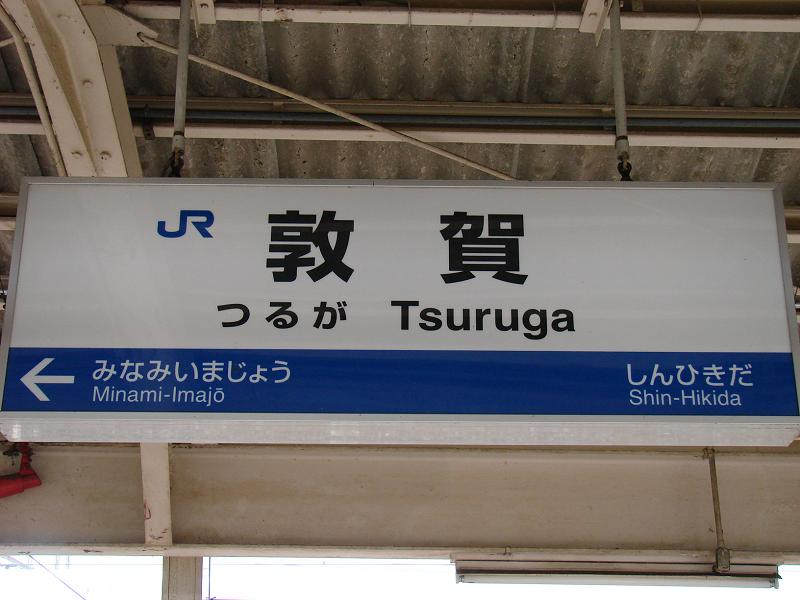 JR 敦賀
つるが Tsuruga
← みなみいまじょう しんひきだ
Minami-Imajō Shin-Hikida